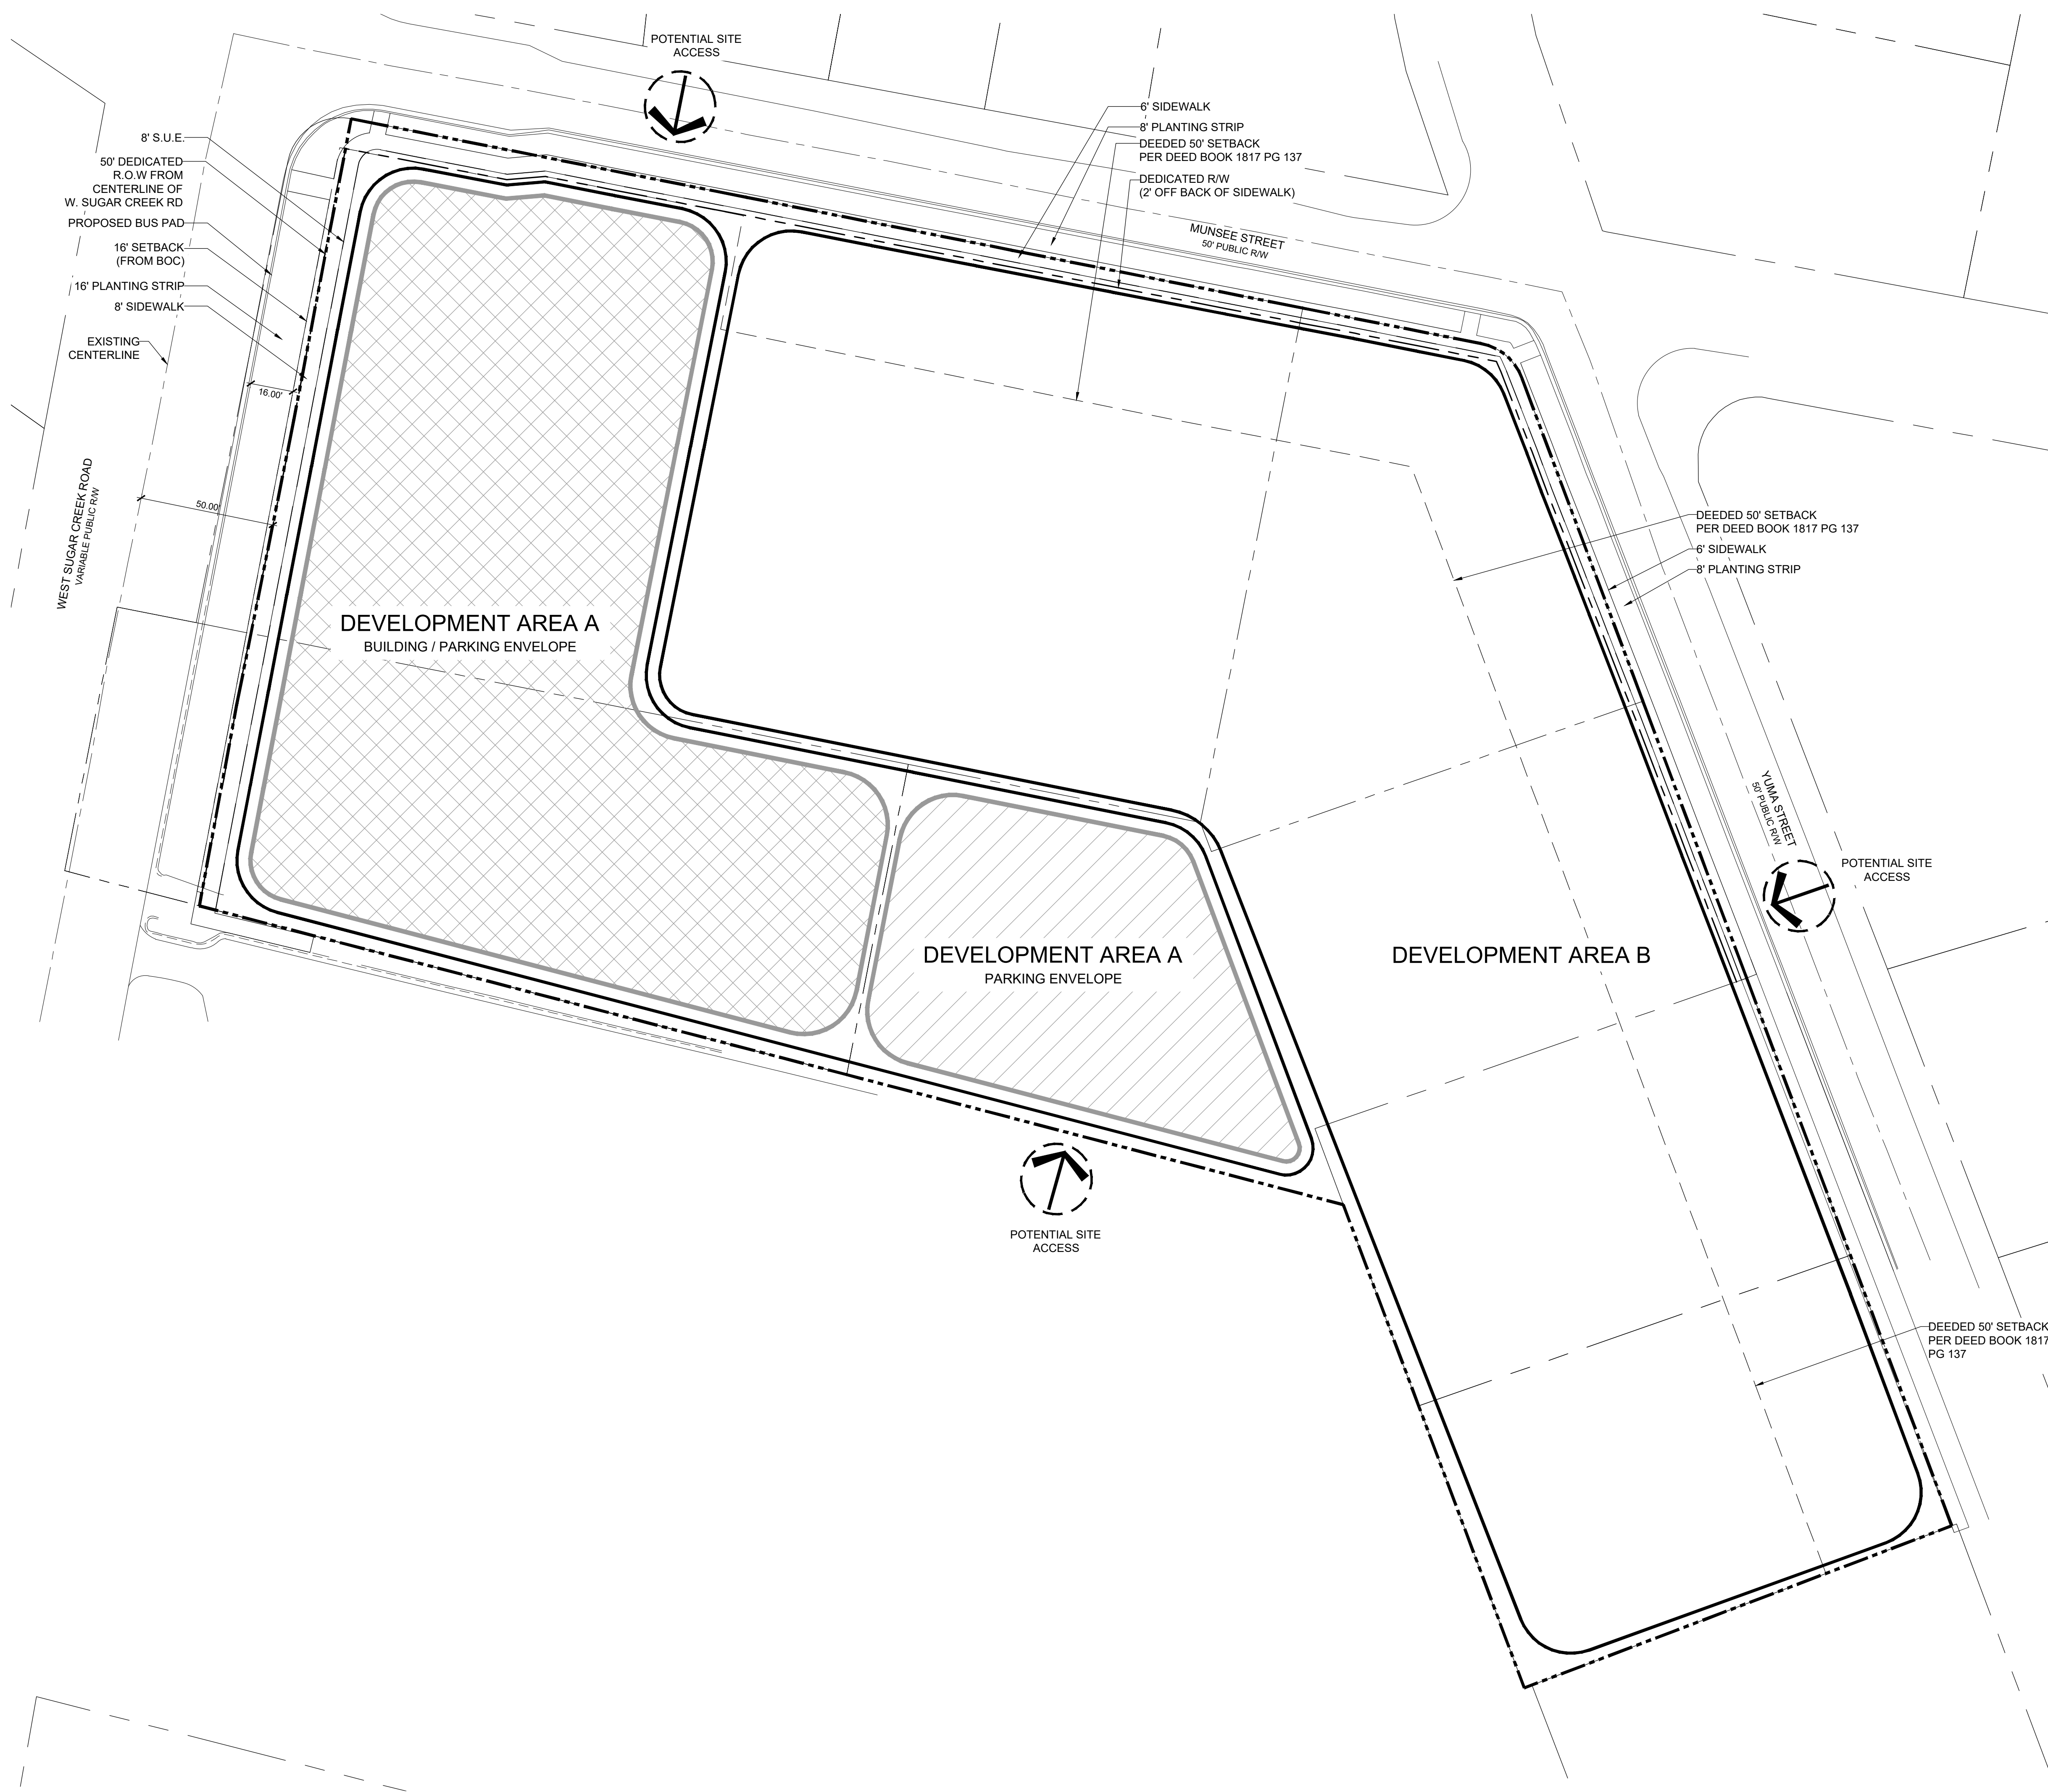 POTENTIAL SITE
ACCESS
6' SIDEWALK
8' PLANTING STRIP
DEEDED 50' SETBACK
PER DEED BOOK 1817 PG 137
DEDICATED R/W
(2' OFF BACK OF SIDEWALK)
8' S.U.E.
50' DEDICATED
R.O.W FROM
CENTERLINE OF
W. SUGAR CREEK RD
PROPOSED BUS PAD
16' SETBACK
(FROM BOC)
16' PLANTING STRIP
8' SIDEWALK
EXISTING
CENTERLINE
MUNSEE STREET
50' PUBLIC R/W
16.00'
50.00'
WEST SUGAR CREEK ROAD
VARIABLE PUBLIC R/W
DEEDED 50' SETBACK
PER DEED BOOK 1817 PG 137
6' SIDEWALK
8' PLANTING STRIP
DEVELOPMENT AREA A
BUILDING / PARKING ENVELOPE
YUMA STREET
50' PUBLIC R/W
POTENTIAL SITE
ACCESS
DEVELOPMENT AREA A
PARKING ENVELOPE
DEVELOPMENT AREA B
POTENTIAL SITE
ACCESS
DEEDED 50' SETBACK
PER DEED BOOK 1817
PG 137